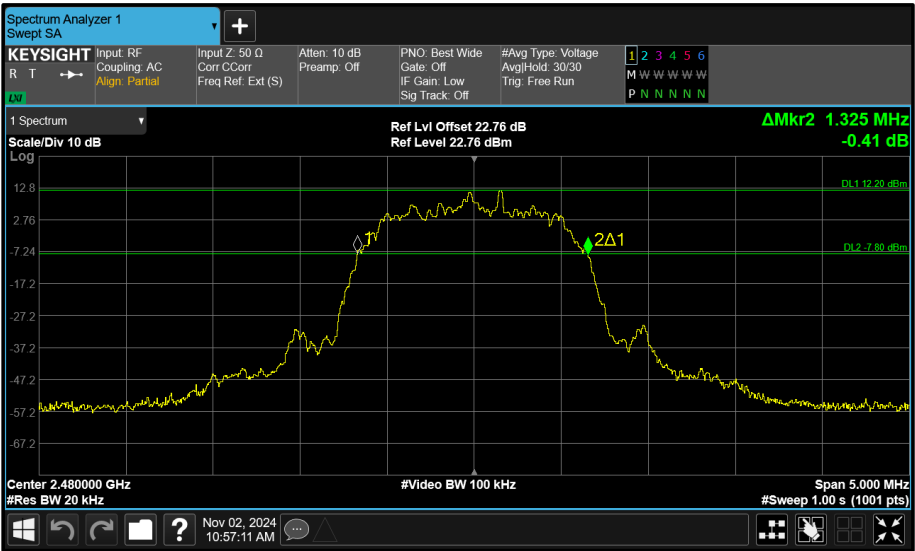 Spectrum Analyzer 1
Swept SA
+
KEYSIGHT
R T
LXI
Input: RF
Coupling: AC
Align: Partial
Input Z: 50 Ω
Corr CCorr
Freq Ref: Ext (S)
Atten: 10 dB
Preamp: Off
PNO: Best Wide
Gate: Off
IF Gain: Low
Sig Track: Off
#Avg Type: Voltage
Avg|Hold: 30/30
Trig: Free Run
1 2 3 4 5 6
M W W W W W
P N N N N N
1 Spectrum
Scale/Div 10 dB
Ref Lvl Offset 22.76 dB
Ref Level 22.76 dBm
ΔMkr2 1.325 MHz
-0.41 dB
Log
DL1 12.20 dBm
12.8
2.76
1
2Δ1
DL2 -7.80 dBm
-7.24
-17.2
-27.2
-37.2
-47.2
-57.2
-67.2
Center 2.480000 GHz
#Video BW 100 kHz
Span 5.000 MHz
#Res BW 20 kHz
#Sweep 1.00 s (1001 pts)
?
Nov 02, 2024
10:57:11 AM